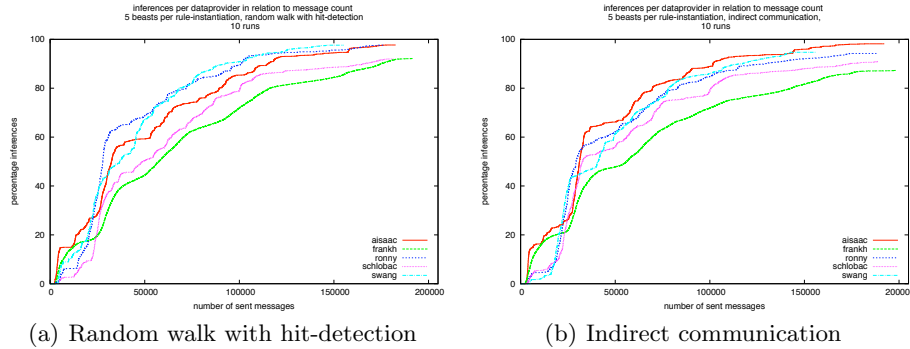 inferences per dataprovider in relation to message count
5 beasts per rule-instantiation, random walk with hit-detection
10 runs
100
80
60
40
20
0
percentage inferences
aisaac
frankh
ronny
schlobac
swang
0
50000
100000
150000
200000
number of sent messages
(a) Random walk with hit-detection
inferences per dataprovider in relation to message count
5 beasts per rule-instantiation, indirect communication,
10 runs
100
80
60
40
20
0
percentage inferences
aisaac
frankh
ronny
schlobac
swang
0
50000
100000
150000
200000
number of sent messages
(b) Indirect communication